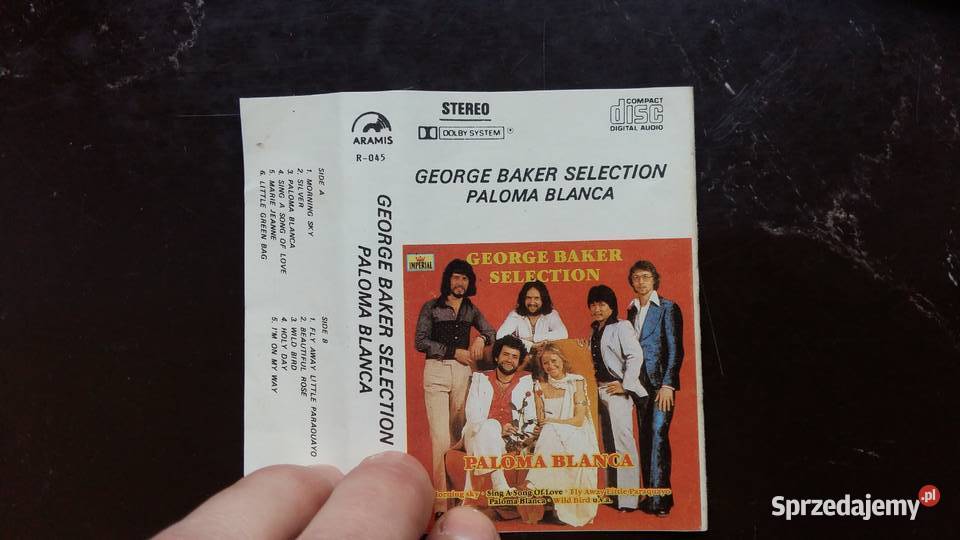 STEREO
DOLBY SYSTEM
COMPACT
disc
DIGITAL AUDIO
GEORGE BAKER SELECTION
PALOMA BLANCA
IMPERIAL
GEORGE BAKER
SELECTION
PALOMA BLANCA
Sing A Song Of Love · Fly Away Little Paraquayo
Paloma Blanca · Wild Bird u.v.a.
ARAMIS
R-045
GEORGE BAKER SELECTION
PALOMA BLANCA
SIDE A
1. MORNING SKY
2. SILVER
3. PALOMA BLANCA
4. SING A SONG OF LOVE
5. MARIE JEANNE
6. LITTLE GREEN BAG
SIDE B
1. FLY AWAY LITTLE PARAQUAYO
2. BEAUTIFUL ROSE
3. WILD BIRD
4. HOLY DAY
5. I'M ON MY WAY
Sprzedajemy.pl